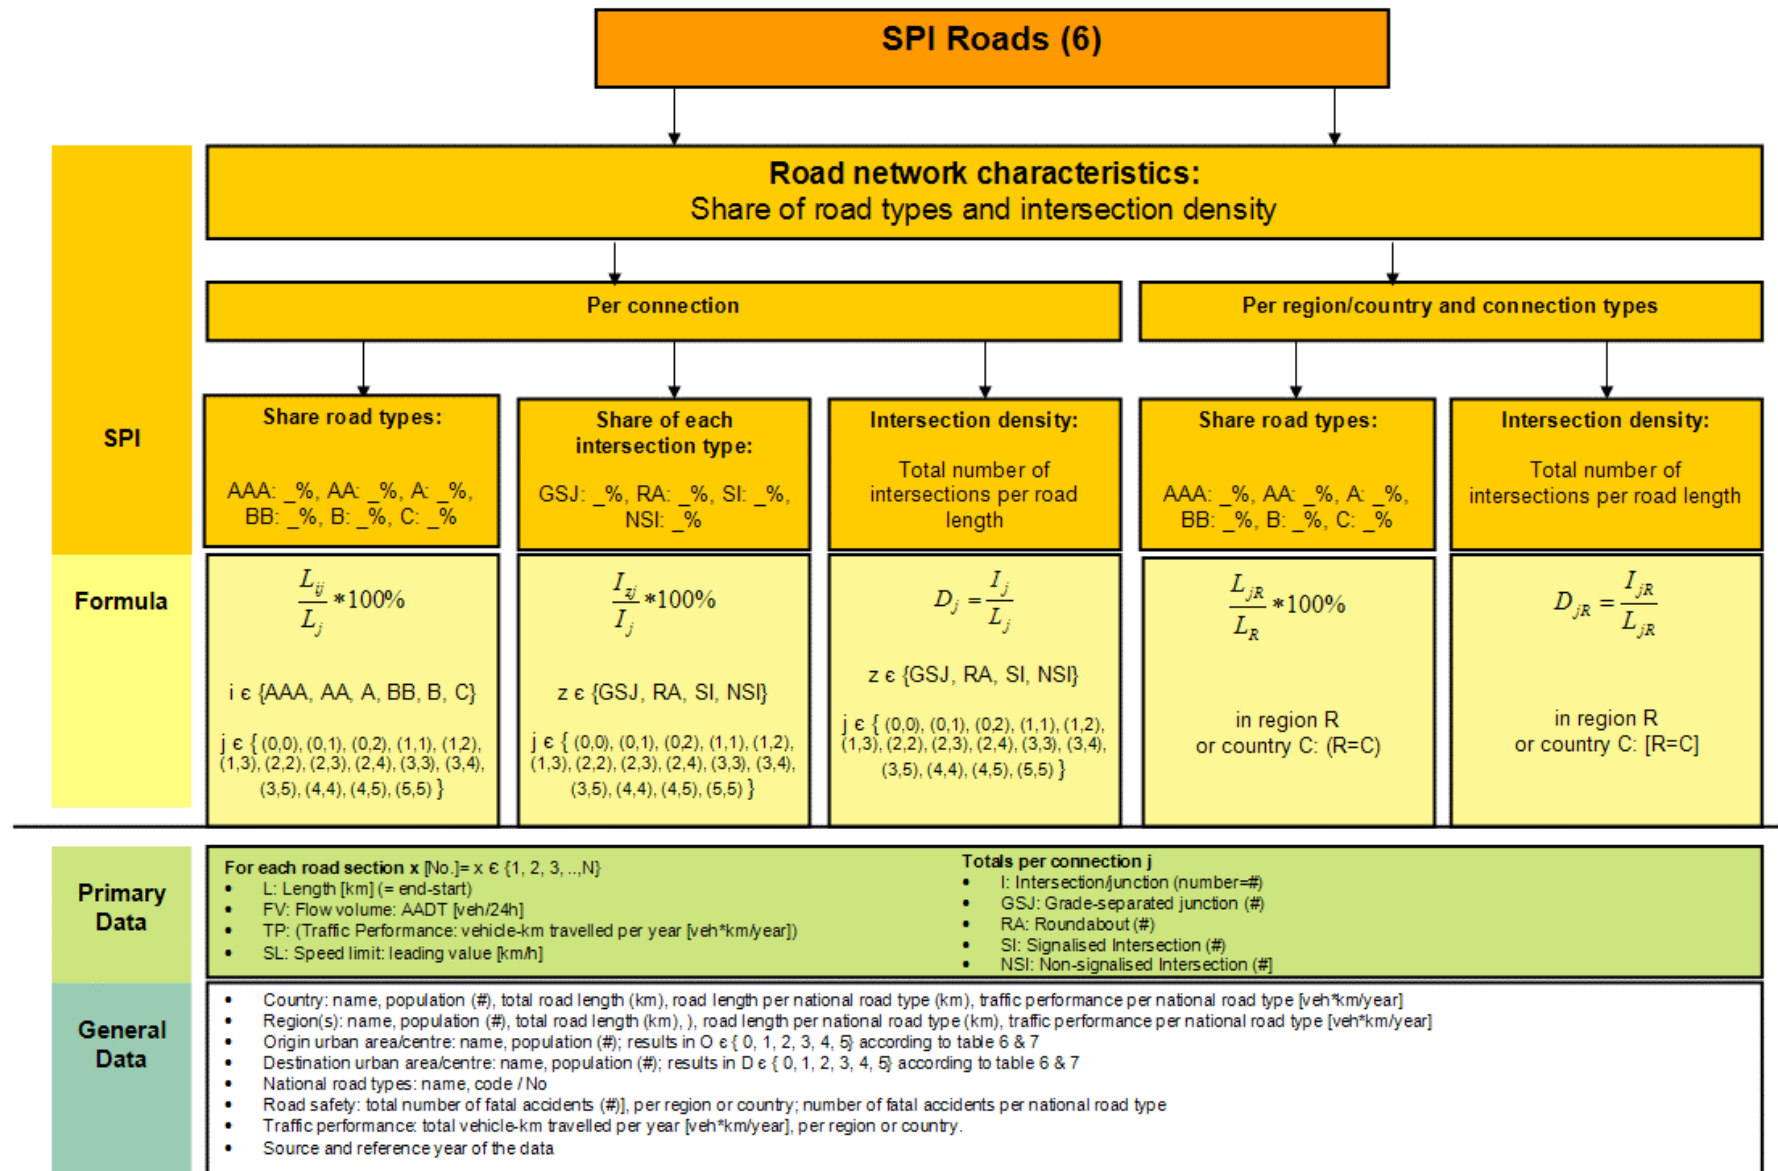 SPI Roads (6)
Road network characteristics:
Share of road types and intersection density
Per connection
Per region/country and connection types
SPI
Share road types:
AAA: _%, AA: _%, A: _%,
BB: _%, B: _%, C: _%
Share of each
intersection type:
GSJ: _%, RA: _%, SI: _%,
NSI: _%
Intersection density:
Total number of
intersections per road
length
Share road types:
AAA: _%, AA: _%, A: _%,
BB: _%, B: _%, C: _%
Intersection density:
Total number of
intersections per road length
Formula
L_ij / L_j *100%
i ϵ {AAA, AA, A, BB, B, C}
j ϵ { (0,0), (0,1), (0,2), (1,1), (1,2),
(1,3), (2,2), (2,3), (2,4), (3,3), (3,4),
(3,5), (4,4), (4,5), (5,5) }
I_zj / I_j *100%
z ϵ {GSJ, RA, SI, NSI}
j ϵ { (0,0), (0,1), (0,2), (1,1), (1,2),
(1,3), (2,2), (2,3), (2,4), (3,3), (3,4),
(3,5), (4,4), (4,5), (5,5) }
D_j = I_j / L_j
z ϵ {GSJ, RA, SI, NSI}
j ϵ { (0,0), (0,1), (0,2), (1,1), (1,2),
(1,3), (2,2), (2,3), (2,4), (3,3), (3,4),
(3,5), (4,4), (4,5), (5,5) }
L_jR / L_R *100%
in region R
or country C: (R=C)
D_jR = I_jR / L_jR
in region R
or country C: [R=C]
Primary
Data
For each road section x [No.]= x ϵ {1, 2, 3, ..,N}
• L: Length [km] (= end-start)
• FV: Flow volume: AADT [veh/24h]
• TP: (Traffic Performance: vehicle-km travelled per year [veh*km/year])
• SL: Speed limit: leading value [km/h]
Totals per connection j
• I: Intersection/junction (number=#)
• GSJ: Grade-separated junction (#)
• RA: Roundabout (#)
• SI: Signalised Intersection (#)
• NSI: Non-signalised Intersection (#]
General
Data
• Country: name, population (#), total road length (km), road length per national road type (km), traffic performance per national road type [veh*km/year]
• Region(s): name, population (#), total road length (km), ), road length per national road type (km), traffic performance per national road type [veh*km/year]
• Origin urban area/centre: name, population (#); results in O ϵ { 0, 1, 2, 3, 4, 5} according to table 6 & 7
• Destination urban area/centre: name, population (#); results in D ϵ { 0, 1, 2, 3, 4, 5} according to table 6 & 7
• National road types: name, code / No
• Road safety: total number of fatal accidents (#)], per region or country; number of fatal accidents per national road type
• Traffic performance: total vehicle-km travelled per year [veh*km/year], per region or country.
• Source and reference year of the data